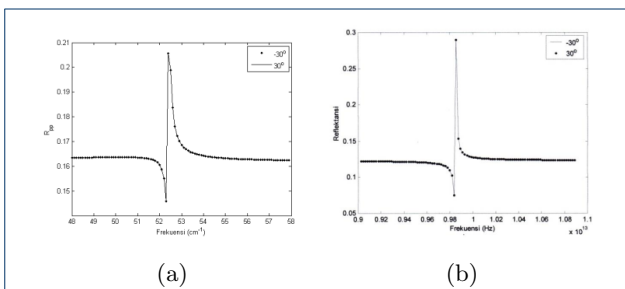 0.21
0.2
0.19
0.18
0.17
0.16
0.15
48 49 50 51 52 53 54 55 56 57 58
R_pp
Frekuensi (cm⁻¹)
-30°
30°
(a)
0.3
0.25
0.2
0.15
0.1
0.05
0.9 0.92 0.94 0.96 0.98 1 1.02 1.04 1.06 1.08 1.1
Reflektansi
Frekuensi (Hz)
x 10¹³
-30°
30°
(b)